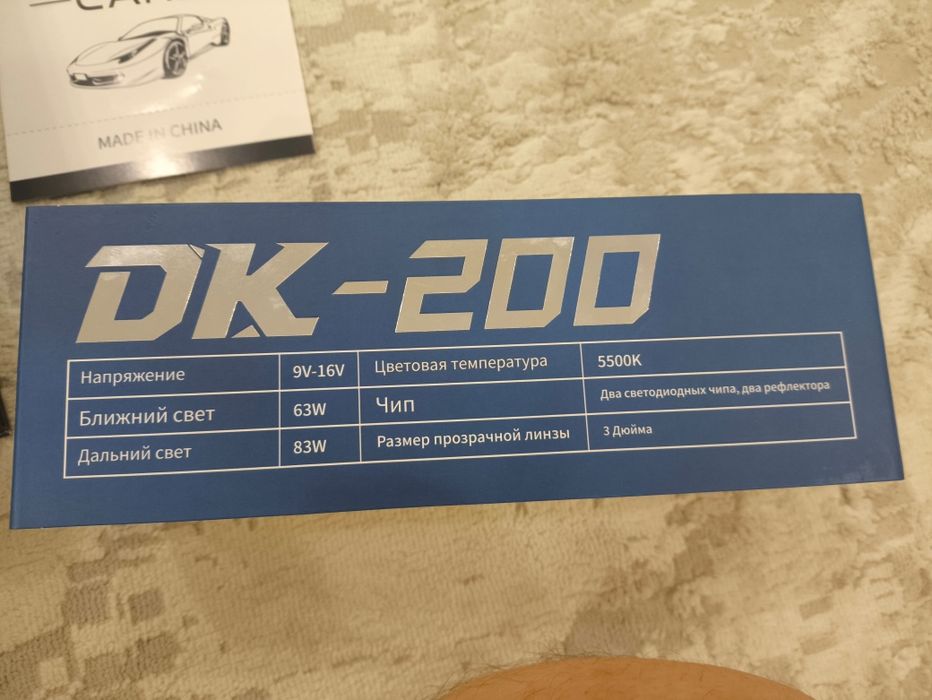 MADE IN CHINA
DK-200
Напряжение 9V-16V Цветовая температура 5500K
Ближний свет 63W Чип Два светодиодных чипа, два рефлектора
Дальний свет 83W Размер прозрачной линзы 3 Дюйма